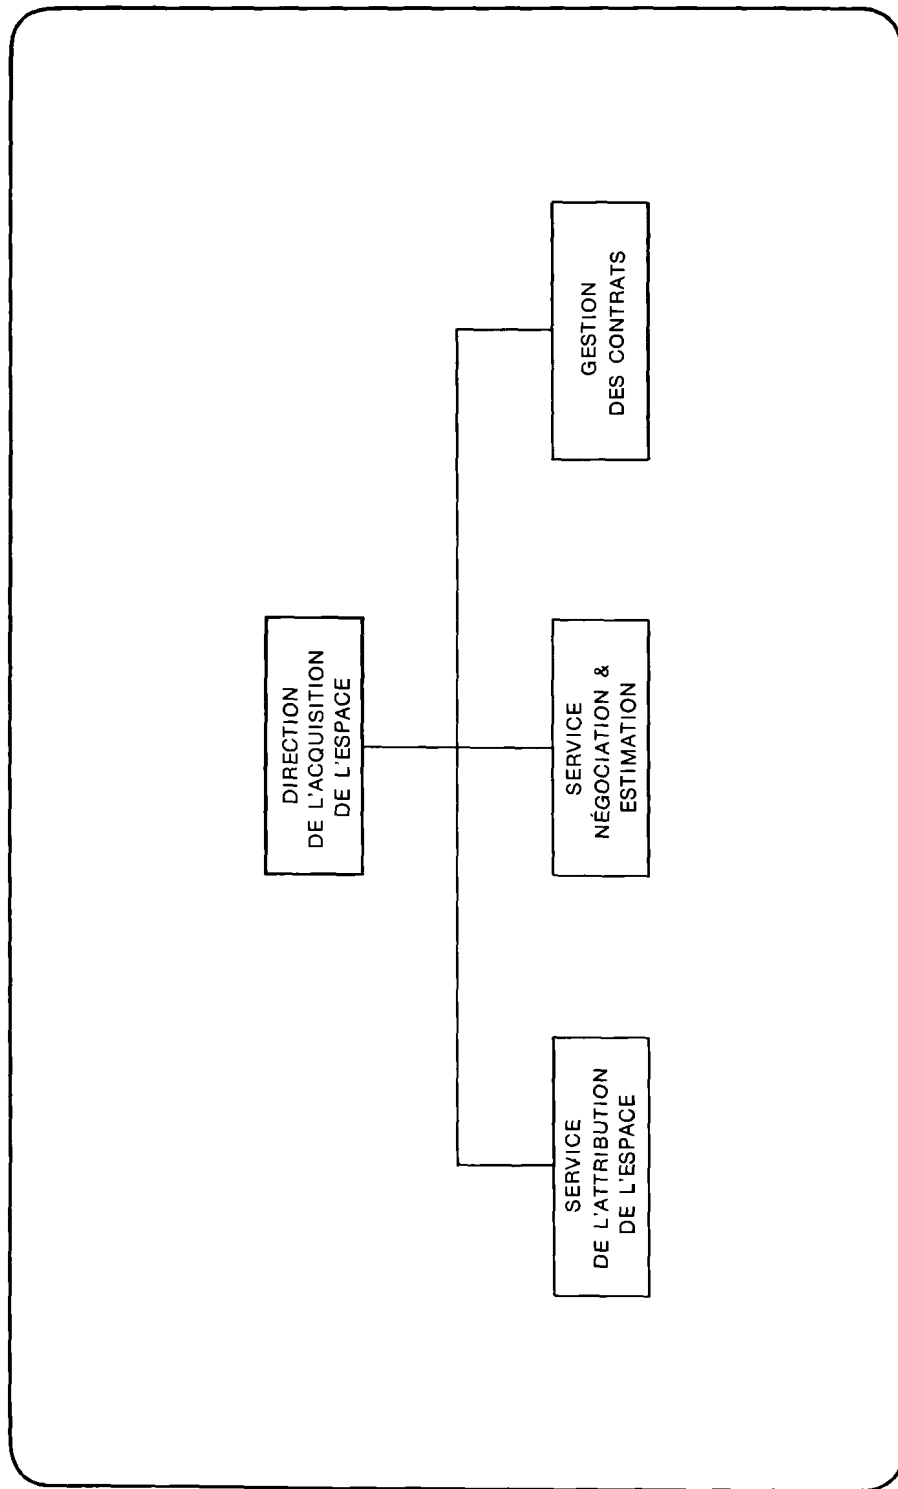 DIRECTION
DE L'ACQUISITION
DE L'ESPACE
SERVICE
DE L'ATTRIBUTION
DE L'ESPACE
SERVICE
NÉGOCIATION &
ESTIMATION
GESTION
DES CONTRATS